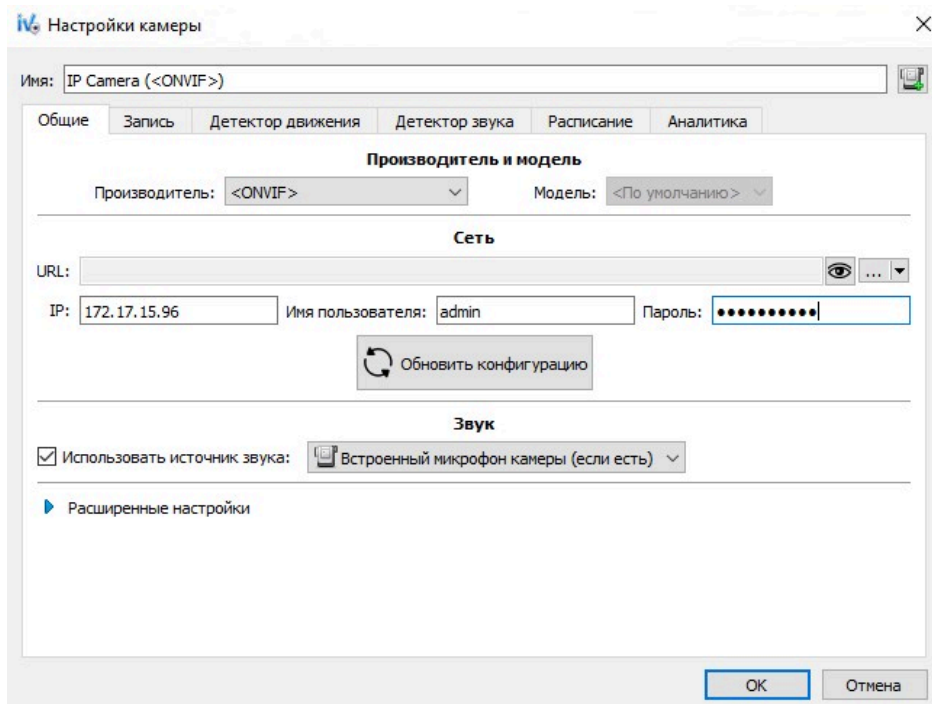 iV Настройки камеры
Имя: IP Camera (<ONVIF>)
Общие Запись Детектор движения Детектор звука Расписание Аналитика
Производитель и модель
Производитель: <ONVIF> Модель: <По умолчанию>
Сеть
URL: ...
IP: 172.17.15.96 Имя пользователя: admin Пароль: ●●●●●●●●●●
Обновить конфигурацию
Звук
Использовать источник звука: Встроенный микрофон камеры (если есть)
Расширенные настройки
OK Отмена